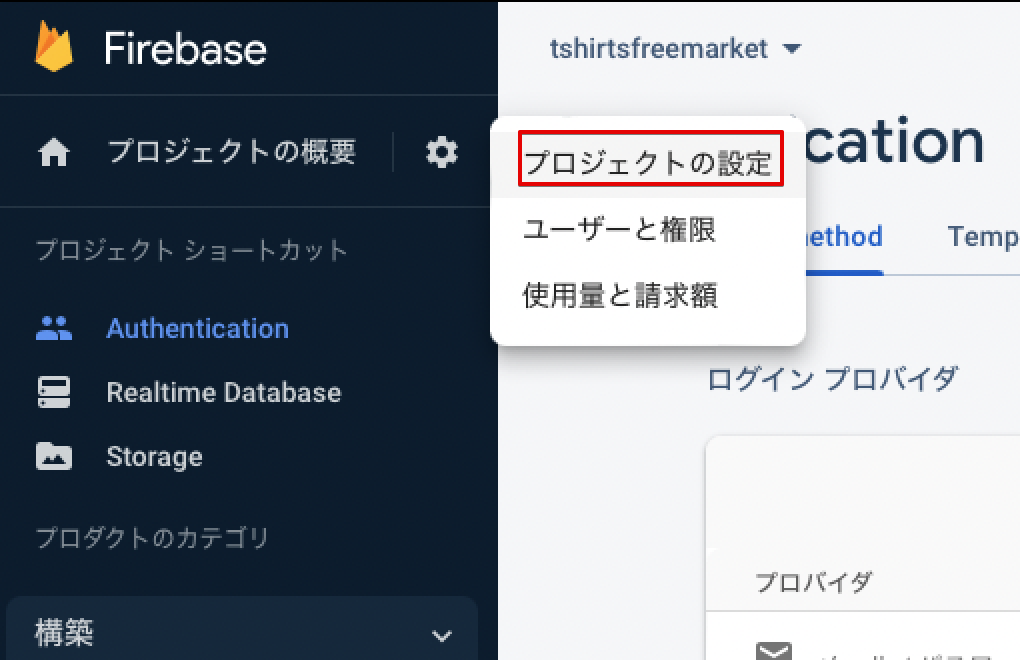 Firebase
プロジェクトの概要
プロジェクト ショートカット
Authentication
Realtime Database
Storage
プロダクトのカテゴリ
構築
tshirtsfreemarket
cation
プロジェクトの設定
ユーザーと権限
使用量と請求額
ethod
Temp
ログイン プロバイダ
プロバイダ